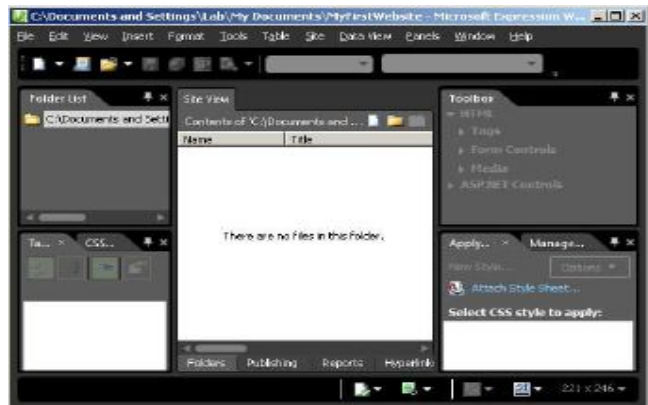 C:\Documents and Settings\Lab\My Documents\MyFirstWebsite - Microsoft Expression W...
File Edit View Insert Format Tools Table Site Data View Panels Window Help
Folder List
C:\Documents and Setti
Site View
Contents of 'C:\Documents and ...
Name Title
There are no files in this folder.
Folders Publishing Reports Hyperlink
Toolbox
HTML
Tags
Form Controls
Media
ASP.NET Controls
Ta... CSS...
Apply... Manage...
New Style... Options
Attach Style Sheet...
Select CSS style to apply:
221 x 246